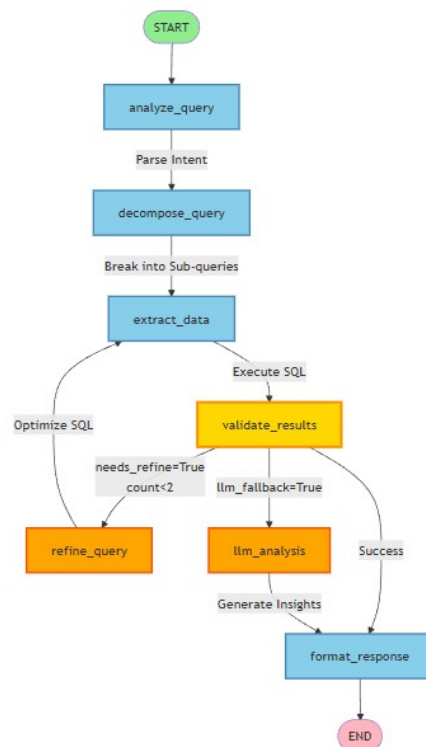 START
analyze_query
Parse Intent
decompose_query
Break into Sub-queries
extract_data
Execute SQL
Optimize SQL
validate_results
needs_refine=True
count<2
llm_fallback=True
refine_query
llm_analysis
Success
Generate Insights
format_response
END